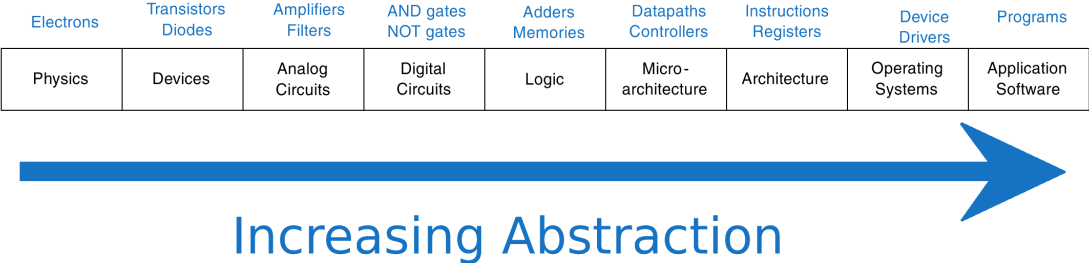 Electrons
Transistors
Diodes
Amplifiers
Filters
AND gates
NOT gates
Adders
Memories
Datapaths
Controllers
Instructions
Registers
Device
Drivers
Programs
Physics
Devices
Analog
Circuits
Digital
Circuits
Logic
Micro-
architecture
Architecture
Operating
Systems
Application
Software
Increasing Abstraction